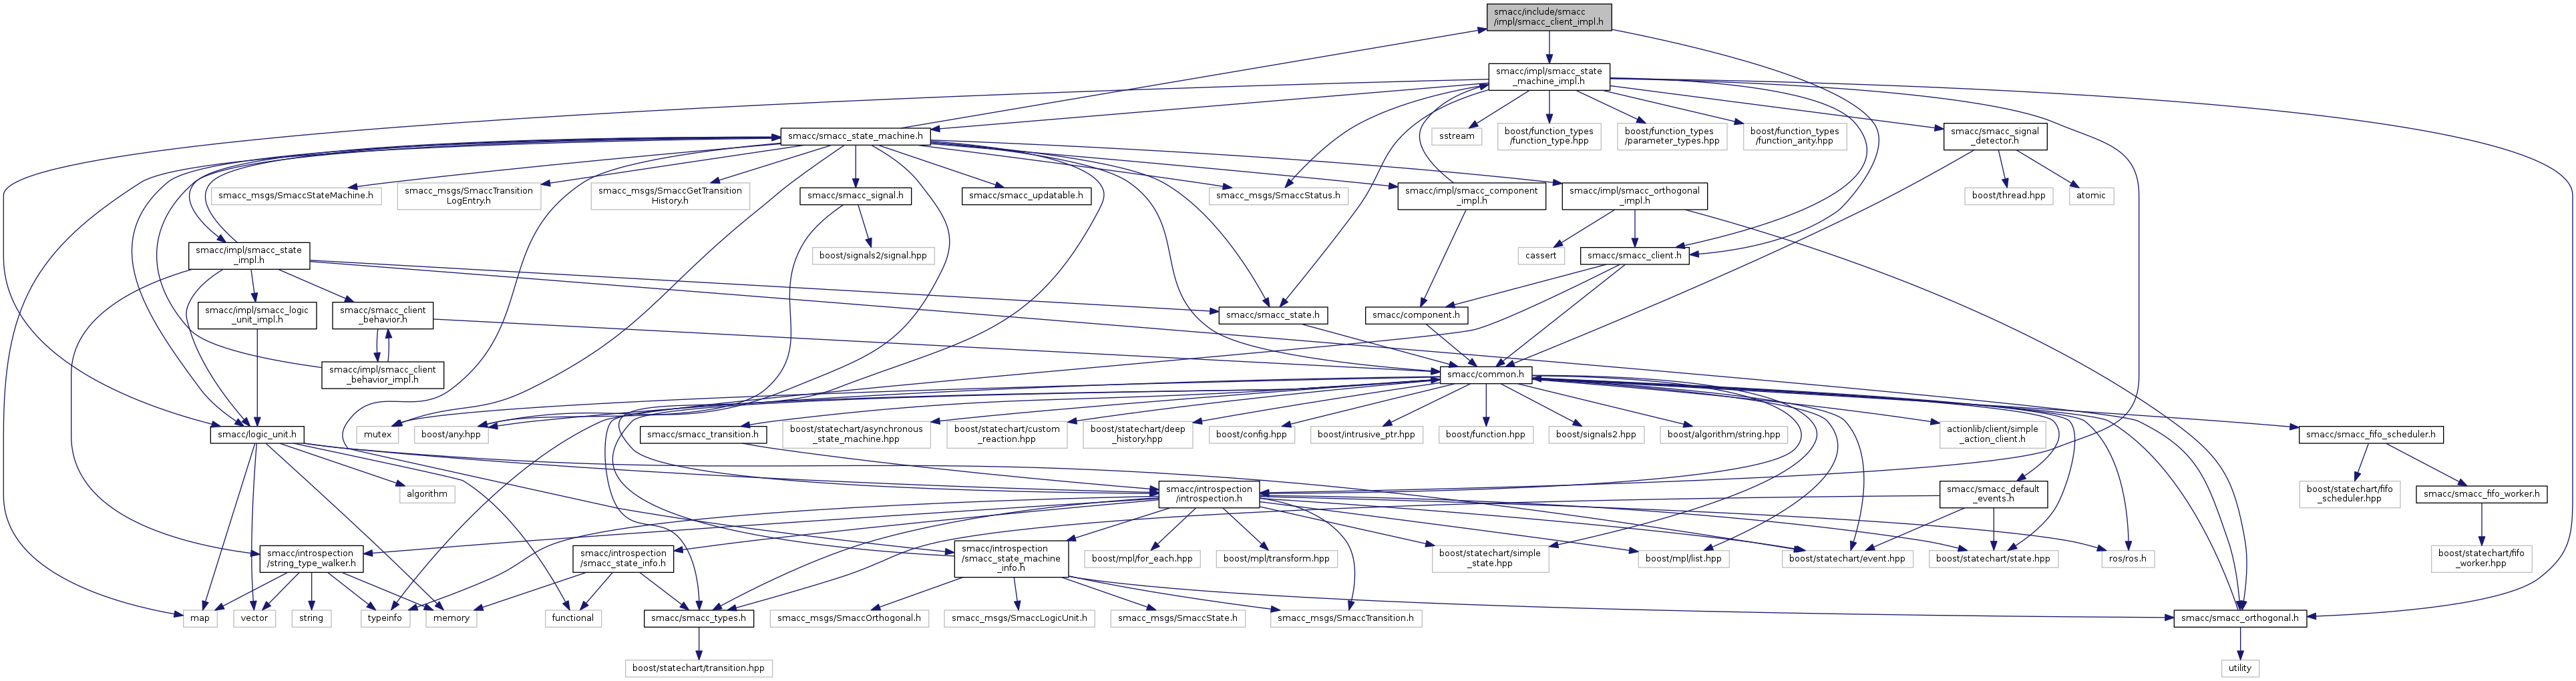 smacc/include/smacc
/impl/smacc_client_impl.h
smacc/impl/smacc_state
_machine_impl.h
smacc/smacc_state_machine.h
sstream
boost/function_types
/function_type.hpp
boost/function_types
/parameter_types.hpp
boost/function_types
/function_arity.hpp
smacc/smacc_signal
_detector.h
smacc_msgs/SmaccStateMachine.h
smacc_msgs/SmaccTransition
LogEntry.h
smacc_msgs/SmaccGetTransition
History.h
smacc/smacc_signal.h
smacc/smacc_updatable.h
smacc_msgs/SmaccStatus.h
smacc/impl/smacc_component
_impl.h
smacc/impl/smacc_orthogonal
_impl.h
boost/thread.hpp
atomic
smacc/impl/smacc_state
_impl.h
boost/signals2/signal.hpp
cassert
smacc/smacc_client.h
smacc/impl/smacc_logic
_unit_impl.h
smacc/smacc_client
_behavior.h
smacc/smacc_state.h
smacc/component.h
smacc/impl/smacc_client
_behavior_impl.h
smacc/common.h
smacc/logic_unit.h
mutex
boost/any.hpp
smacc/smacc_transition.h
boost/statechart/asynchronous
_state_machine.hpp
boost/statechart/custom
_reaction.hpp
boost/statechart/deep
_history.hpp
boost/config.hpp
boost/intrusive_ptr.hpp
boost/function.hpp
boost/signals2.hpp
boost/algorithm/string.hpp
actionlib/client/simple
_action_client.h
smacc/smacc_fifo_scheduler.h
algorithm
smacc/introspection
/introspection.h
smacc/smacc_default
_events.h
boost/statechart/fifo
_scheduler.hpp
smacc/smacc_fifo_worker.h
smacc/introspection
/string_type_walker.h
smacc/introspection
/smacc_state_info.h
smacc/introspection
/smacc_state_machine
_info.h
boost/mpl/for_each.hpp
boost/mpl/transform.hpp
boost/statechart/simple
_state.hpp
boost/mpl/list.hpp
boost/statechart/event.hpp
boost/statechart/state.hpp
ros/ros.h
boost/statechart/fifo
_worker.hpp
map
vector
string
typeinfo
memory
functional
smacc/smacc_types.h
smacc_msgs/SmaccOrthogonal.h
smacc_msgs/SmaccLogicUnit.h
smacc_msgs/SmaccState.h
smacc_msgs/SmaccTransition.h
smacc/smacc_orthogonal.h
boost/statechart/transition.hpp
utility